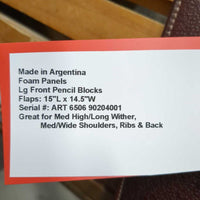 Made in Argentina
Foam Panels
Lg Front Pencil Blocks
Flaps: 15"L x 14.5"W
Serial #: ART 6506 90204001
Great for Med High/Long Wither,
Med/Wide Shoulders, Ribs & Back